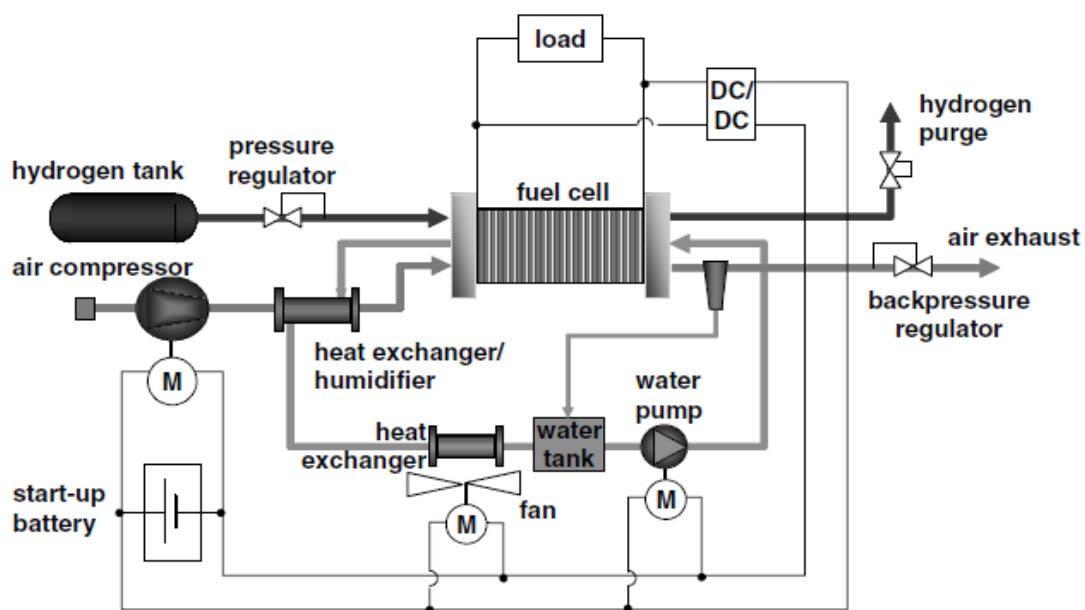 load
DC/
DC
hydrogen
purge
pressure
regulator
hydrogen tank
fuel cell
air exhaust
air compressor
backpressure
regulator
heat exchanger/
humidifier
M
water
pump
heat
exchanger
water
tank
start-up
battery
fan
M
M